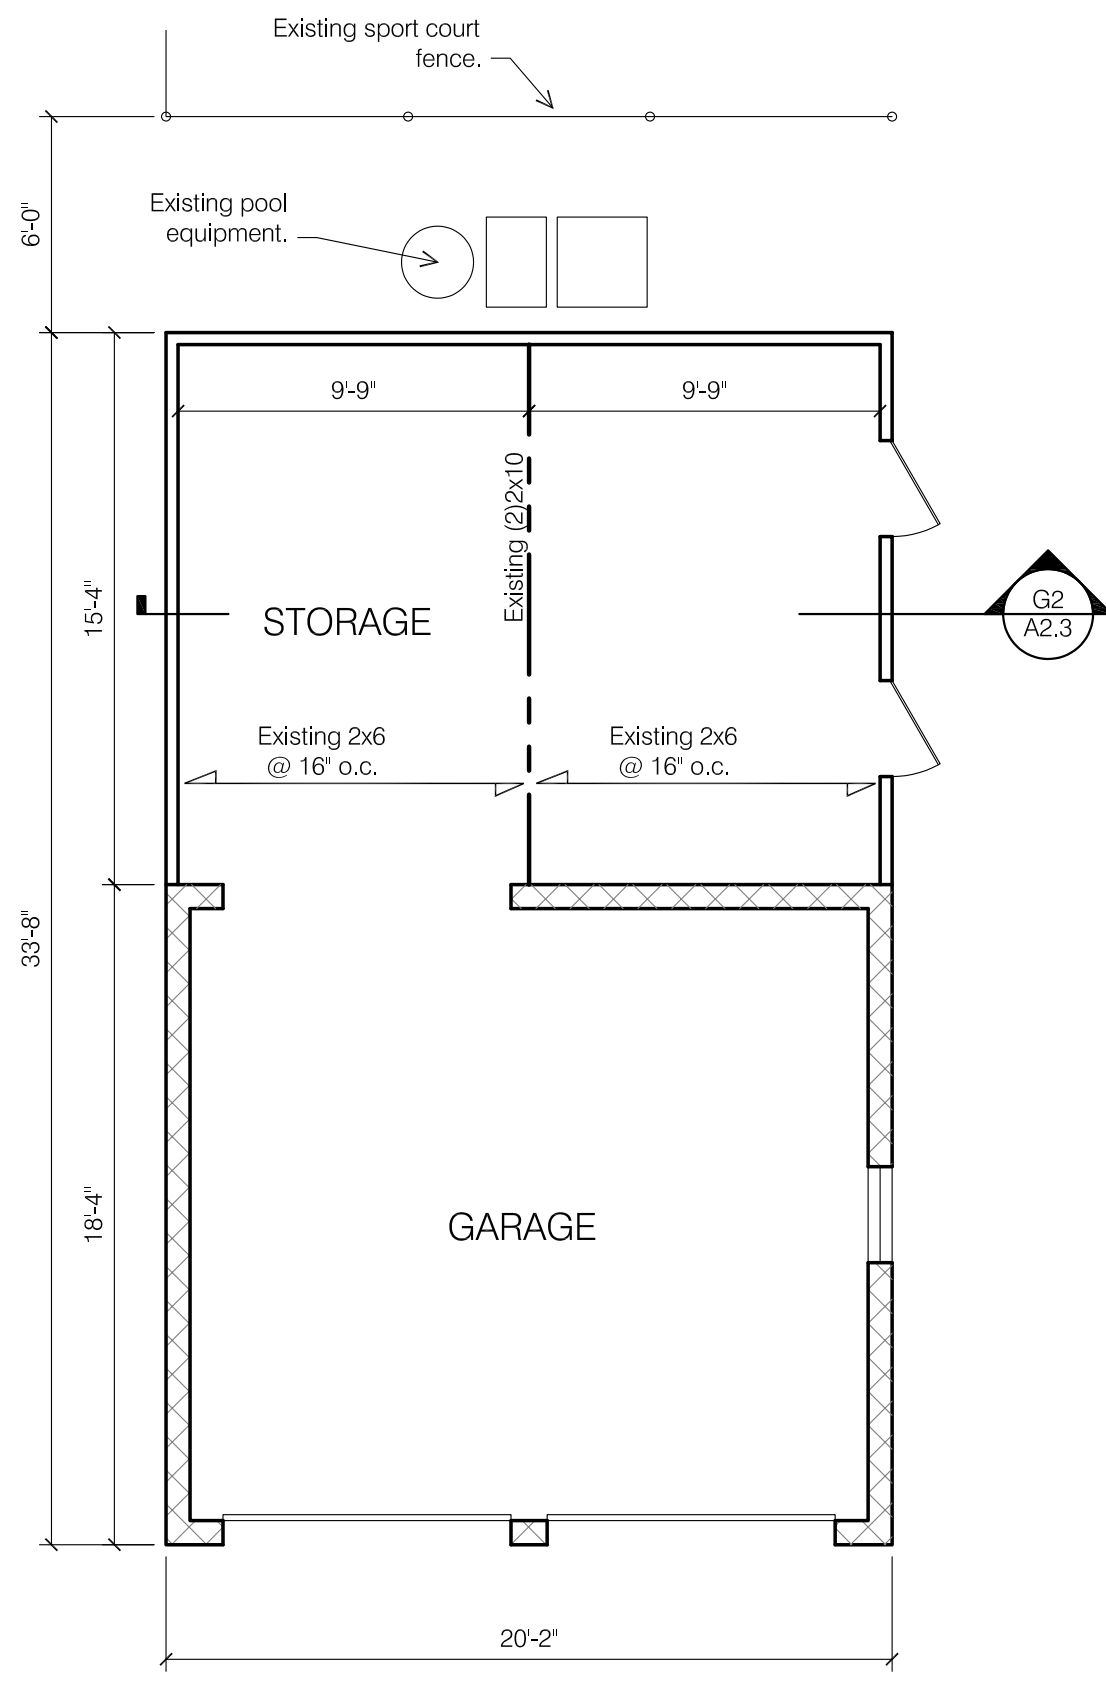 Existing sport court
fence.
6'-0"
Existing pool
equipment.
9'-9"
9'-9"
Existing (2)2x10
15'-4"
STORAGE
G2
A2.3
Existing 2x6
@ 16" o.c.
Existing 2x6
@ 16" o.c.
33'-8"
18'-4"
GARAGE
20'-2"